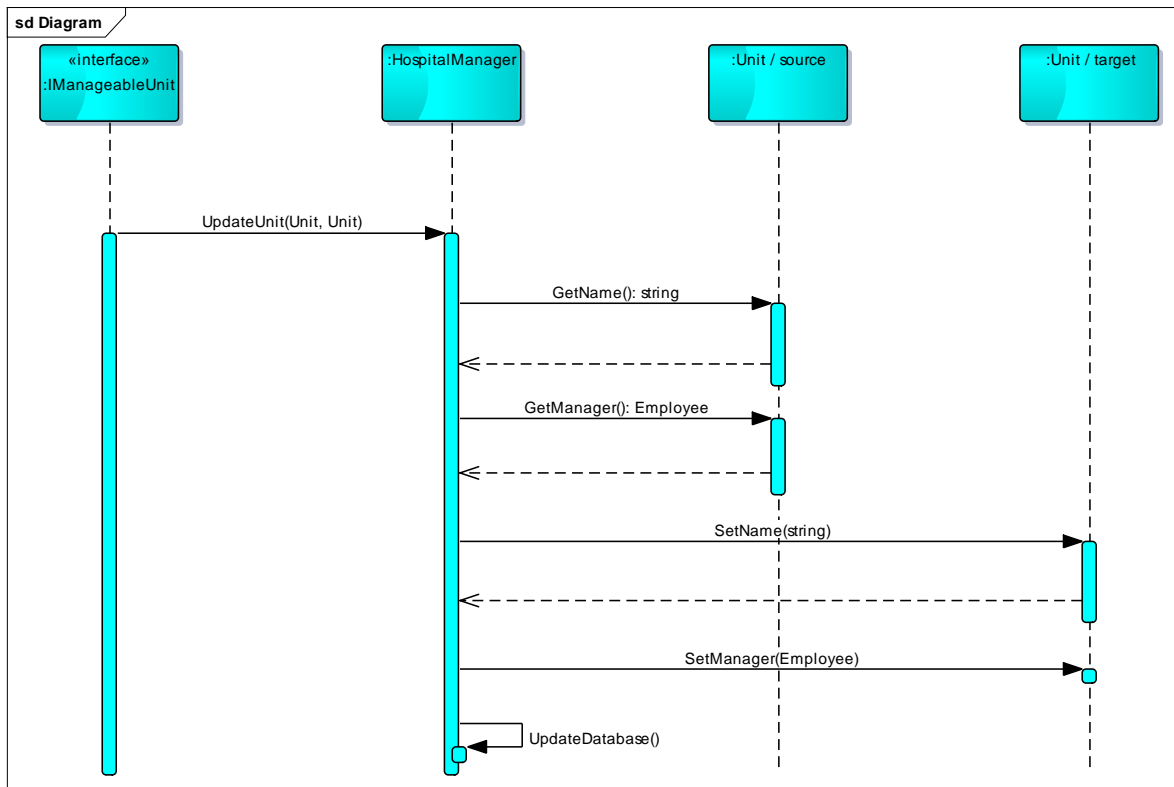 sd Diagram
«interface»
:IManageableUnit
:HospitalManager
:Unit / source
:Unit / target
UpdateUnit(Unit, Unit)
GetName(): string
GetManager(): Employee
SetName(string)
SetManager(Employee)
UpdateDatabase()